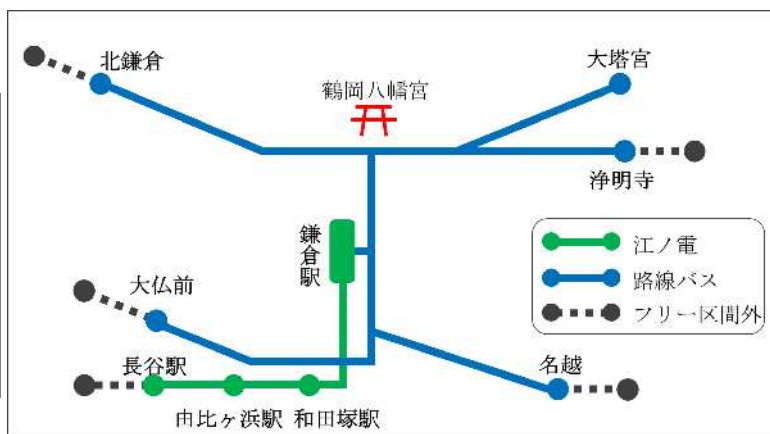 北鎌倉
大塔宮
鶴岡八幡宮
浄明寺
鎌倉駅
江ノ電
路線バス
フリー区間外
大仏前
長谷駅
名越
由比ヶ浜駅
和田塚駅